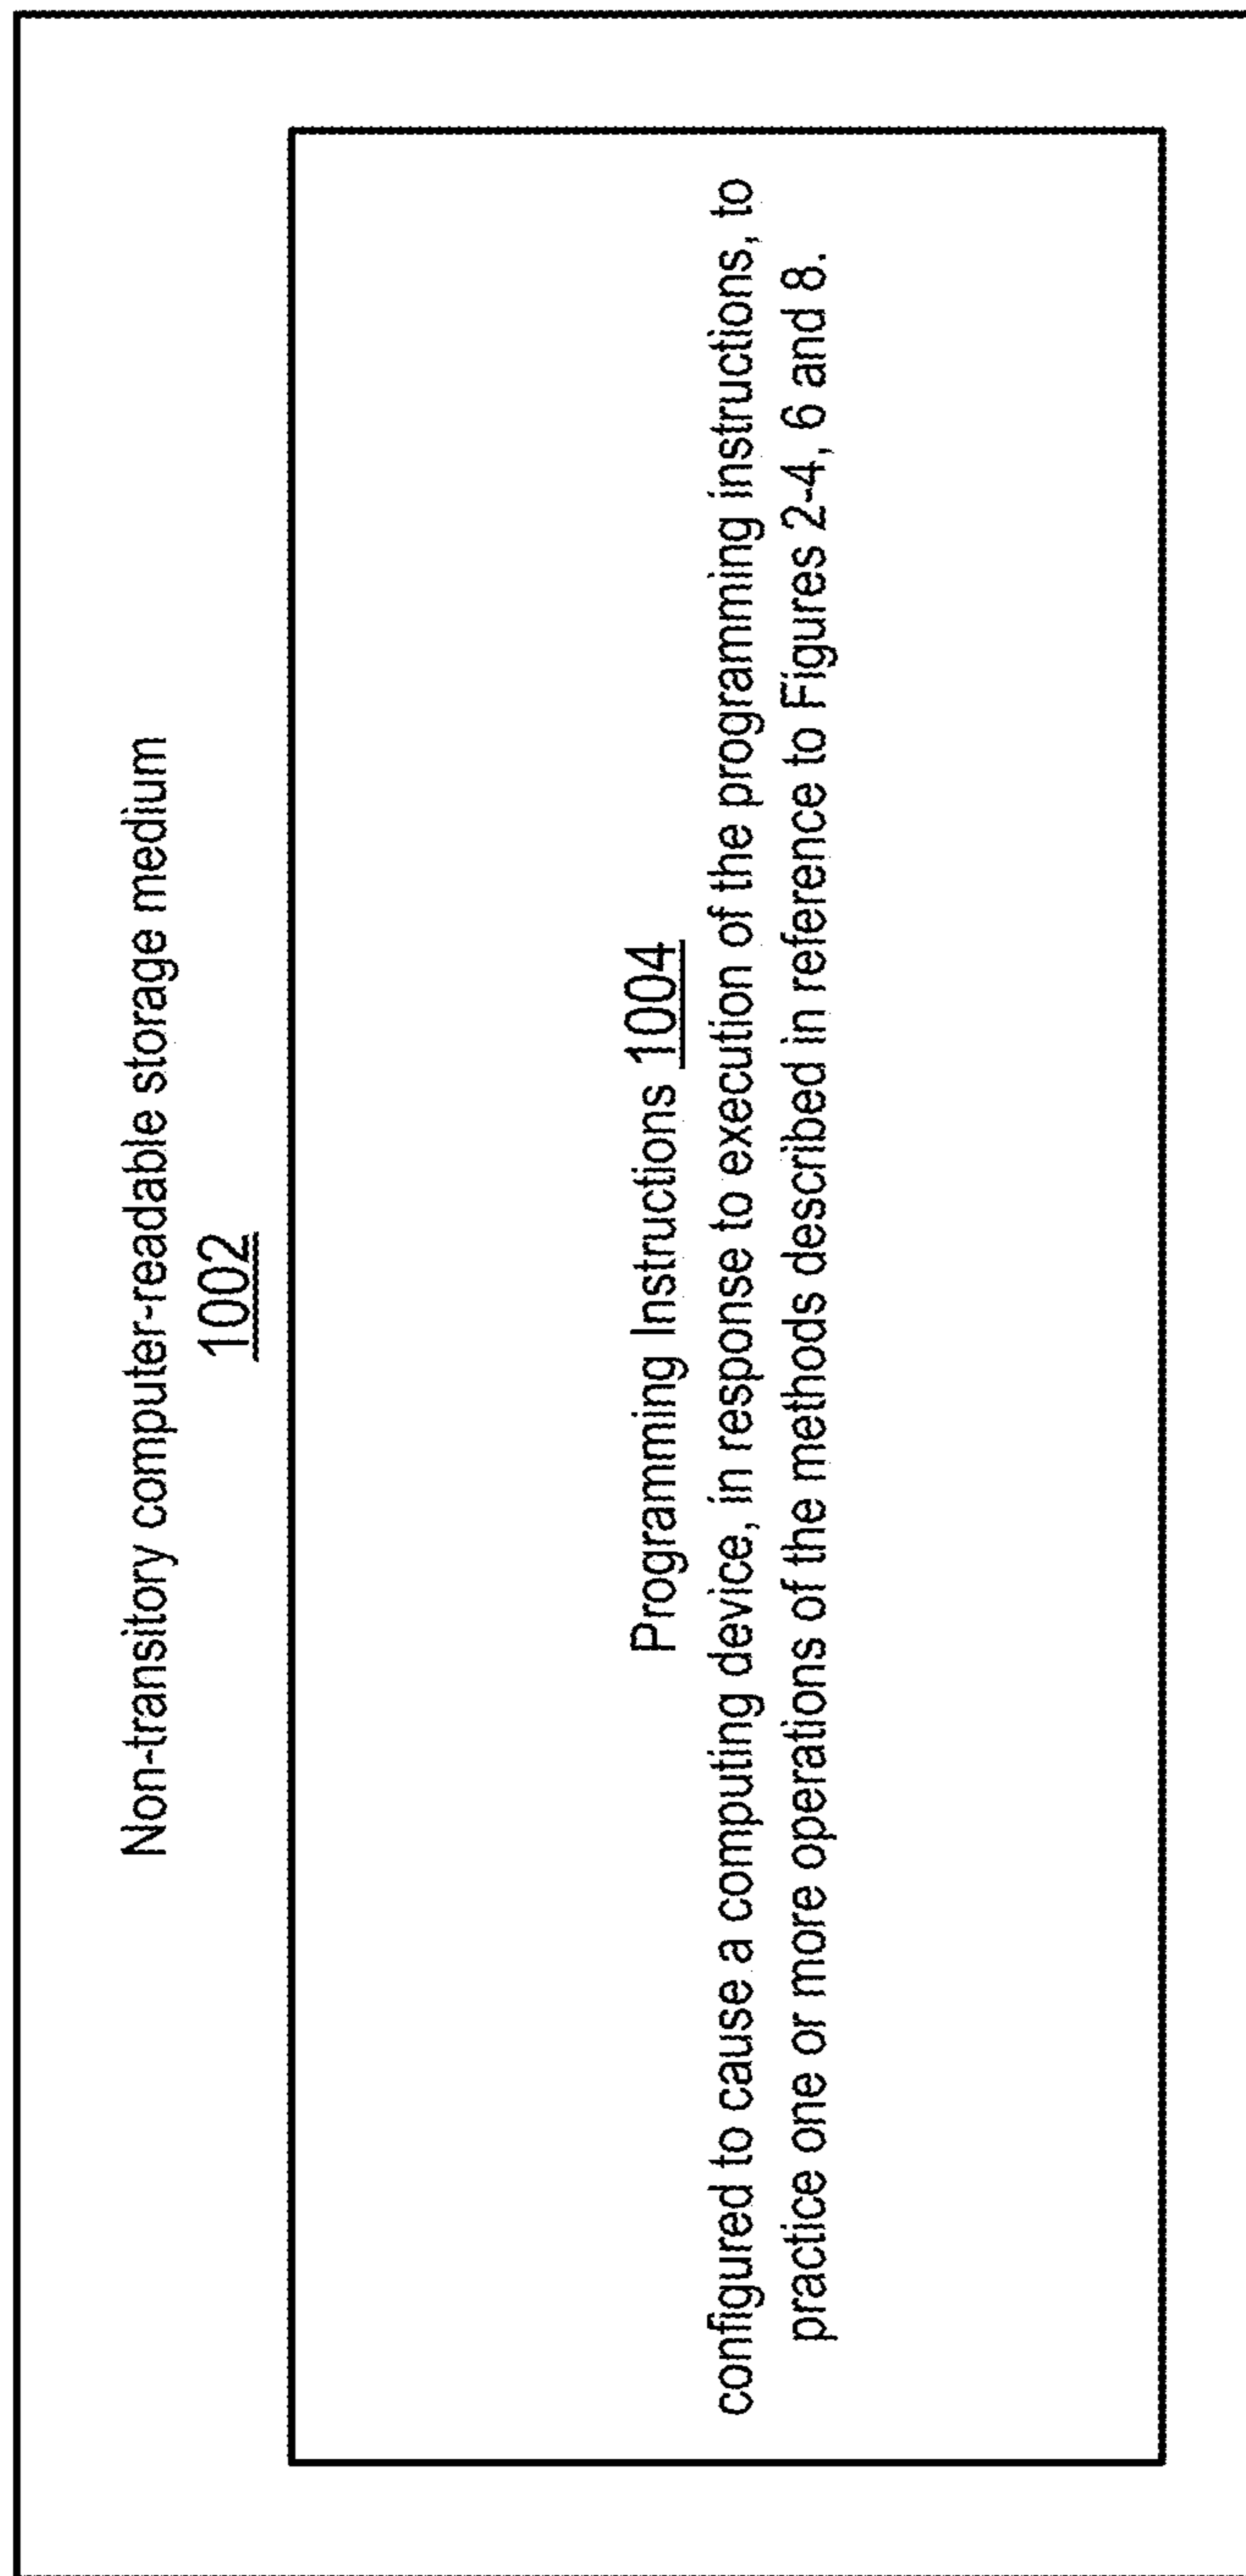 Non-transitory computer-readable storage medium
1002
Programming Instructions 1004
configured to cause a computing device, in response to execution of the programming instructions, to
practice one or more operations of the methods described in reference to Figures 2-4, 6 and 8.